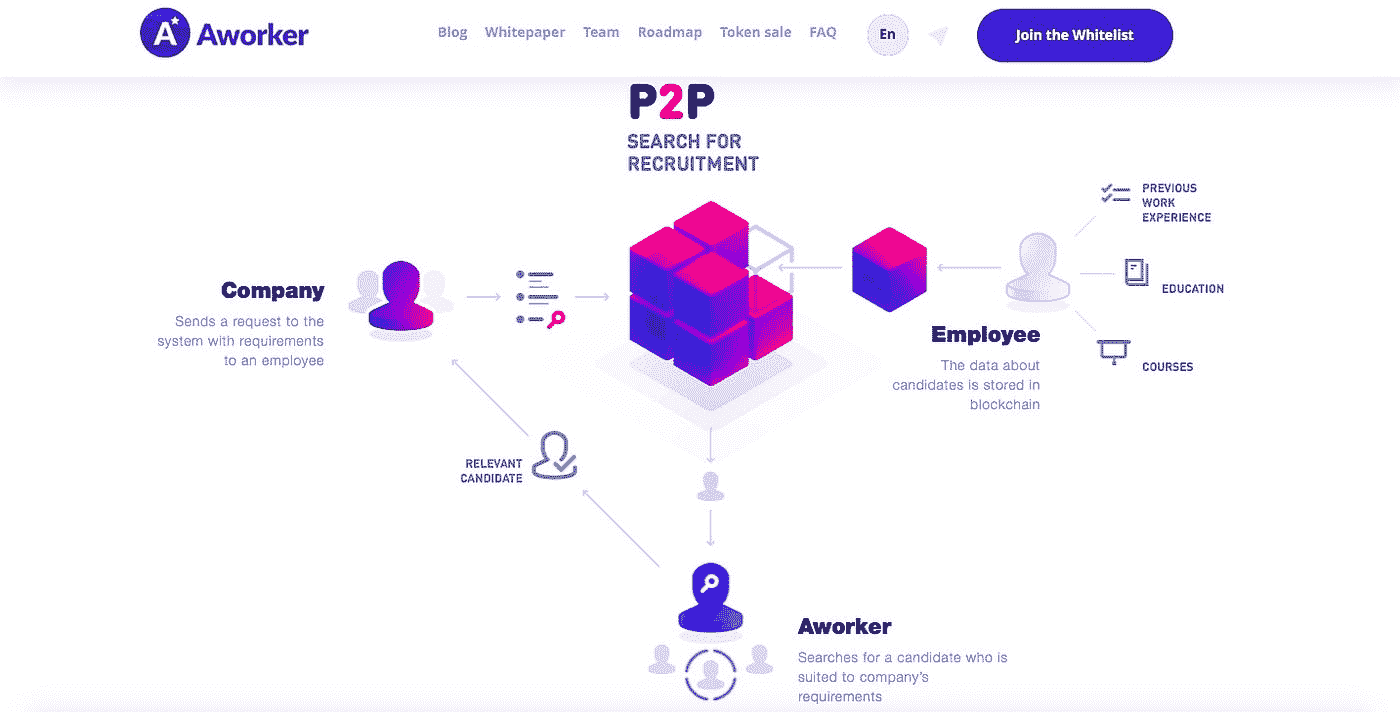 A Aworker
Blog Whitepaper Team Roadmap Token sale FAQ En Join the Whitelist
P2P
SEARCH FOR
RECRUITMENT
Company
Sends a request to the
system with requirements
to an employee
PREVIOUS
WORK
EXPERIENCE
EDUCATION
COURSES
Employee
The data about
candidates is stored in
blockchain
RELEVANT
CANDIDATE
Aworker
Searches for a candidate who is
suited to company's
requirements